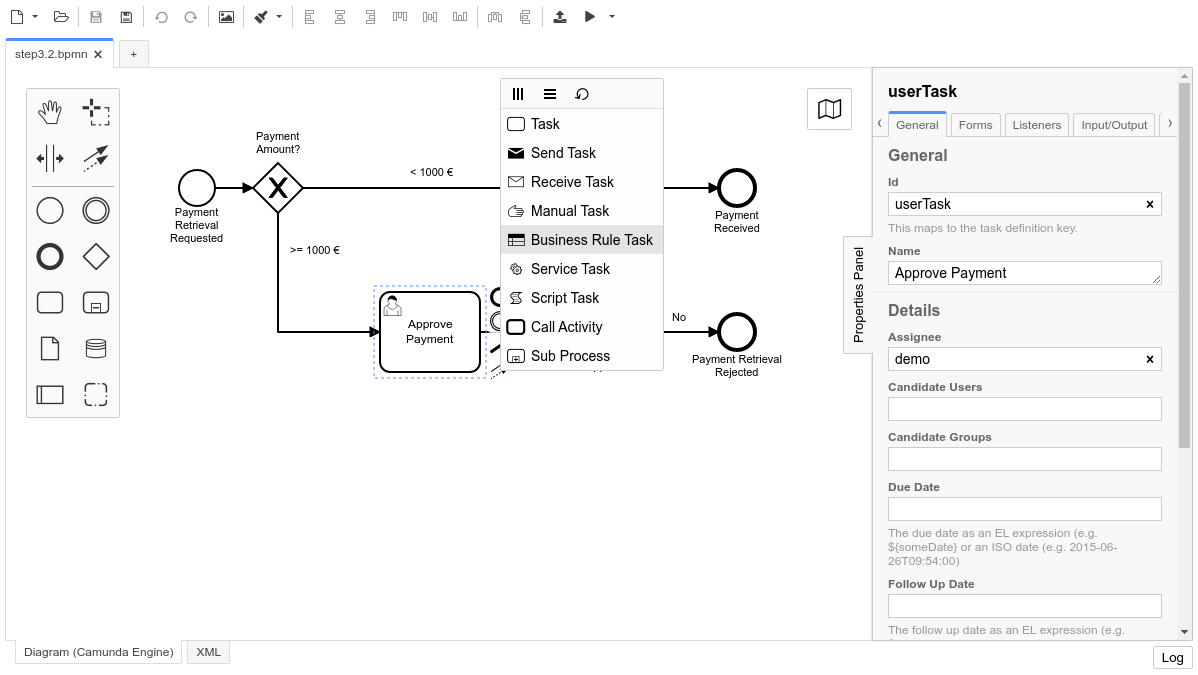 step3.2.bpmn
+
Payment
Amount?
< 1000 €
>= 1000 €
Payment
Retrieval
Requested
Approve
Payment
Task
Send Task
Receive Task
Manual Task
Business Rule Task
Service Task
Script Task
Call Activity
Sub Process
Payment
Received
No
Payment Retrieval
Rejected
Properties Panel
userTask
General
Forms
Listeners
Input/Output
General
Id
userTask
This maps to the task definition key.
Name
Approve Payment
Details
Assignee
demo
Candidate Users
Candidate Groups
Due Date
The due date as an EL expression (e.g.
${someDate} or an ISO date (e.g. 2015-06-
26T09:54:00)
Follow Up Date
The follow up date as an EL expression (e.g.
Diagram (Camunda Engine)
XML
Log